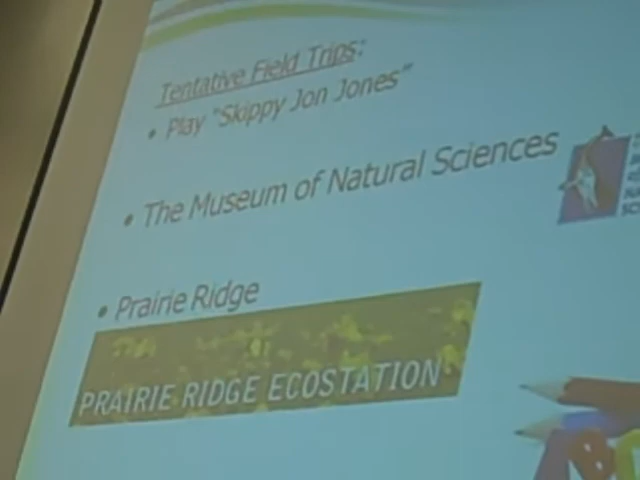 Tentative Field Trips:
• Play "Skippy Jon Jones"
• The Museum of Natural Sciences
• Prairie Ridge
PRAIRIE RIDGE ECOSTATION